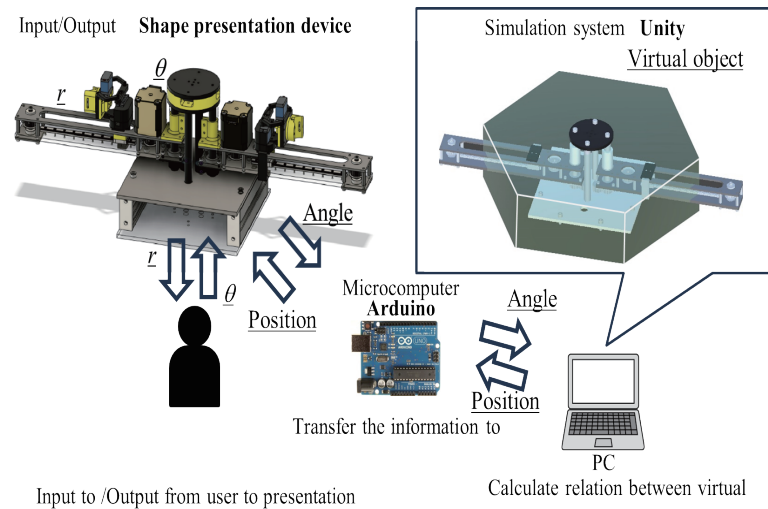 Input/Output Shape presentation device
Simulation system Unity
Virtual object
r
θ
Angle
r
θ
Position
Microcomputer
Arduino
Angle
Position
Transfer the information to
PC
Calculate relation between virtual
Input to /Output from user to presentation
UNO